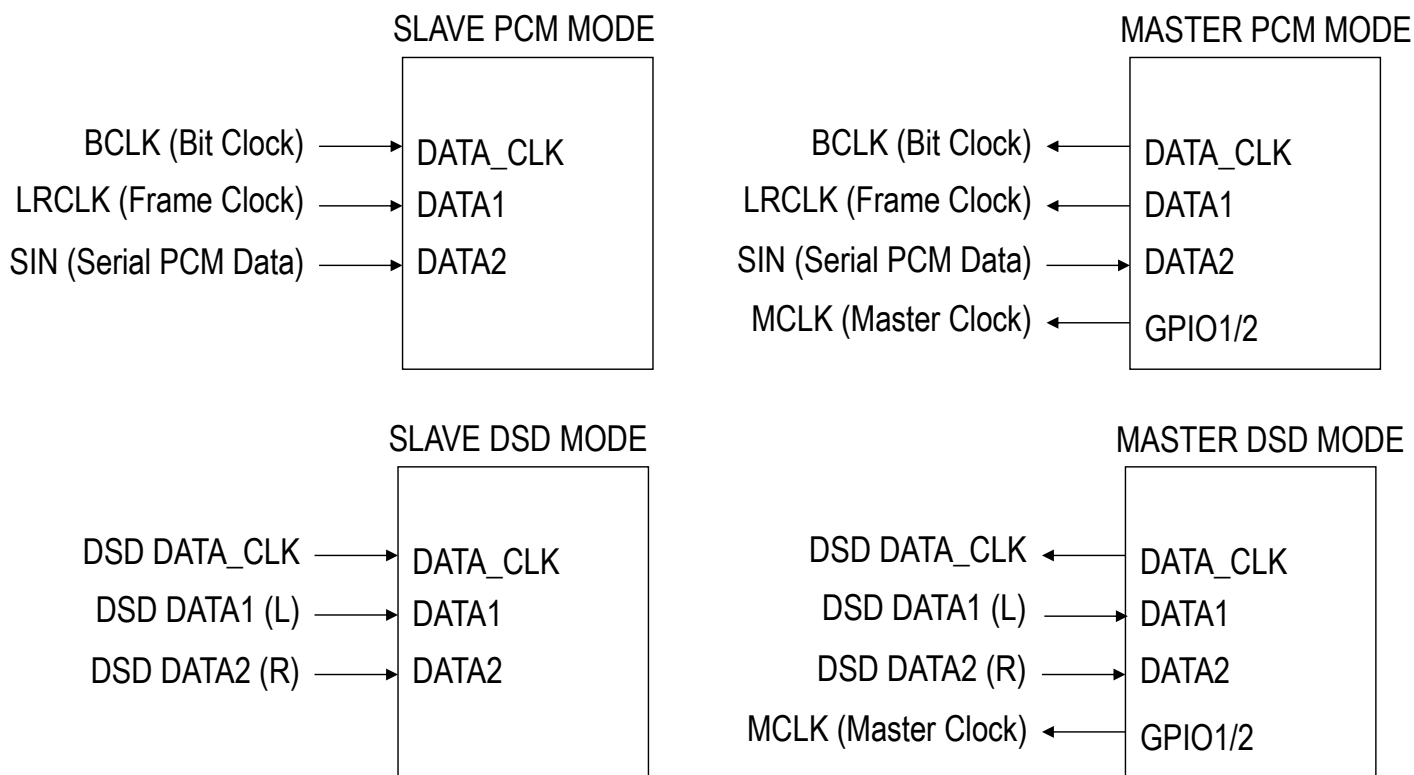 SLAVE PCM MODE
BCLK (Bit Clock)
DATA_CLK
LRCLK (Frame Clock)
DATA1
SIN (Serial PCM Data)
DATA2
MASTER PCM MODE
BCLK (Bit Clock)
DATA_CLK
LRCLK (Frame Clock)
DATA1
SIN (Serial PCM Data)
DATA2
MCLK (Master Clock)
GPIO1/2
SLAVE DSD MODE
DSD DATA_CLK
DATA_CLK
DSD DATA1 (L)
DATA1
DSD DATA2 (R)
DATA2
MASTER DSD MODE
DSD DATA_CLK
DATA_CLK
DSD DATA1 (L)
DATA1
DSD DATA2 (R)
DATA2
MCLK (Master Clock)
GPIO1/2